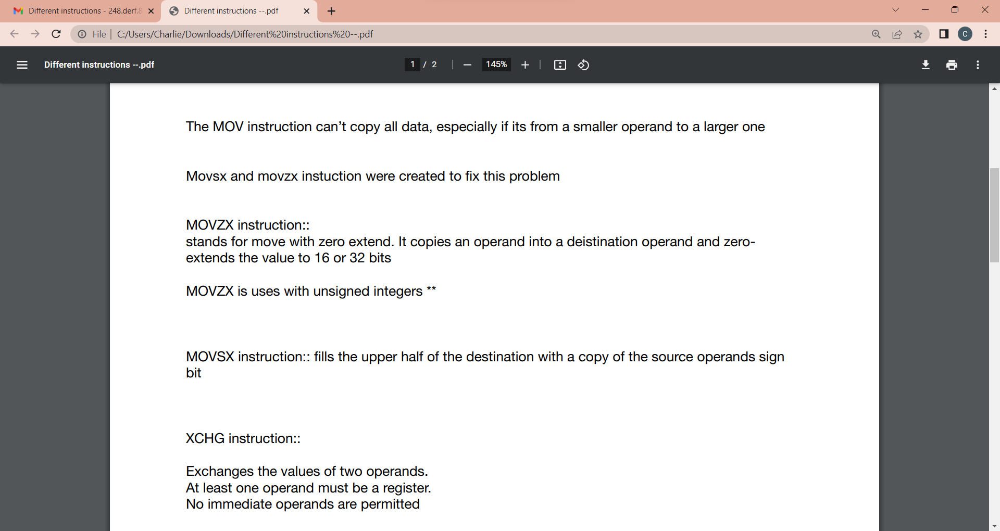 Different instructions - 248.derf.8
Different instructions --.pdf
File
C:/Users/Charlie/Downloads/Different%20instructions%20--.pdf
C
Different instructions --.pdf
1 / 2
145%
The MOV instruction can’t copy all data, especially if its from a smaller operand to a larger one
Movsx and movzx instuction were created to fix this problem
MOVZX instruction::
stands for move with zero extend. It copies an operand into a deistination operand and zero-
extends the value to 16 or 32 bits
MOVZX is uses with unsigned integers **
MOVSX instruction:: fills the upper half of the destination with a copy of the source operands sign
bit
XCHG instruction::
Exchanges the values of two operands.
At least one operand must be a register.
No immediate operands are permitted